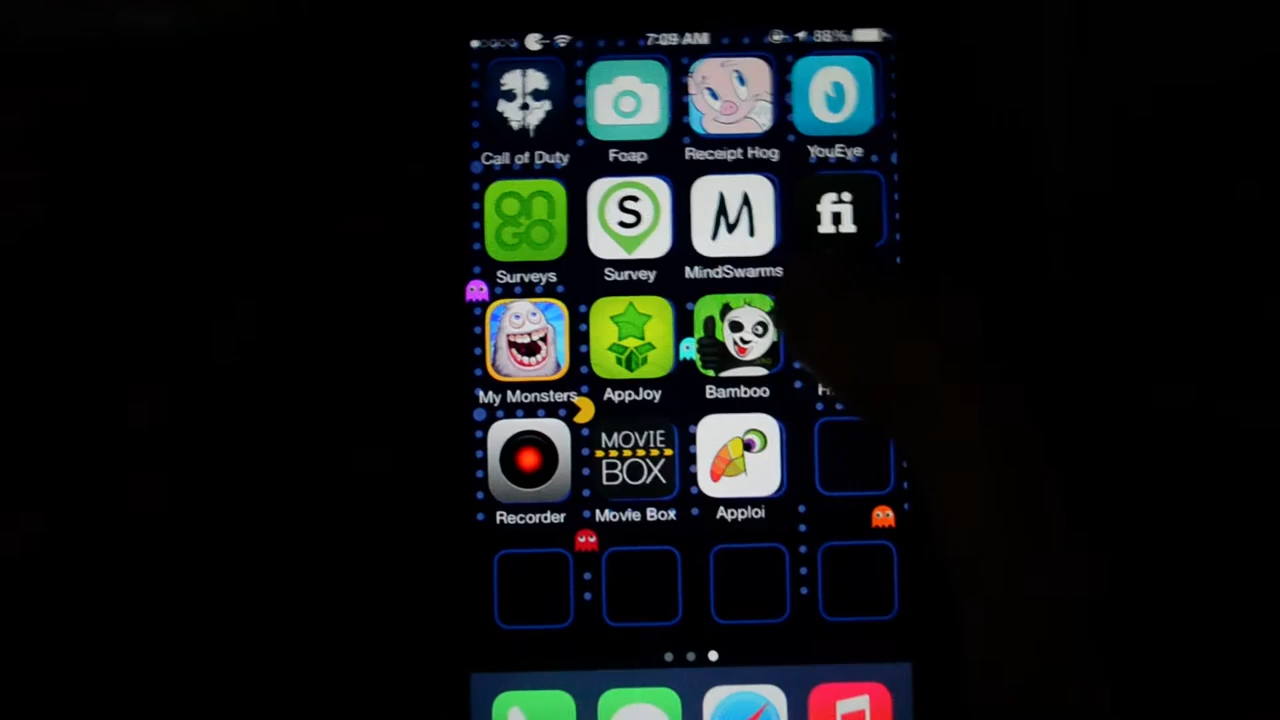 7:09 AM 88%
Call of Duty Foap Receipt Hog YouEye
on
GO
S
M
fi
Surveys Survey MindSwarms
My Monsters AppJoy Bamboo
MOVIE
BOX
Recorder Movie Box Apploi